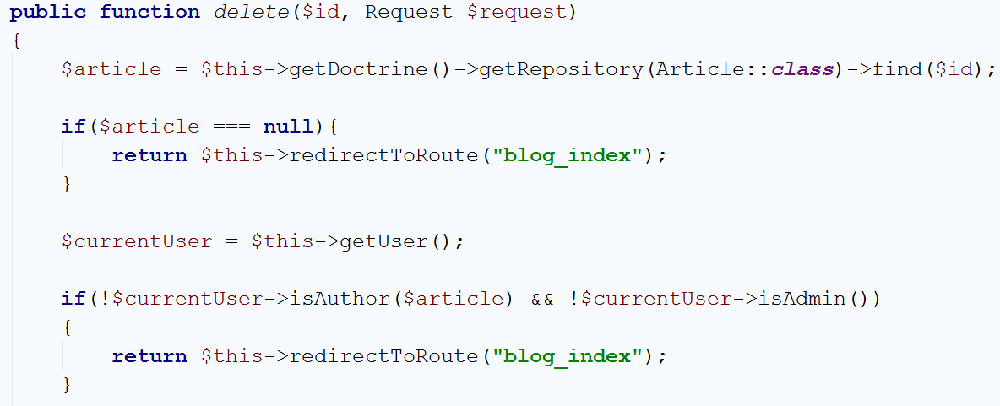 public function delete($id, Request $request)
{
    $article = $this->getDoctrine()->getRepository(Article::class)->find($id);
    if($article === null){
        return $this->redirectToRoute("blog_index");
    }
    $currentUser = $this->getUser();
    if(!$currentUser->isAuthor($article) && !$currentUser->isAdmin())
    {
        return $this->redirectToRoute("blog_index");
    }